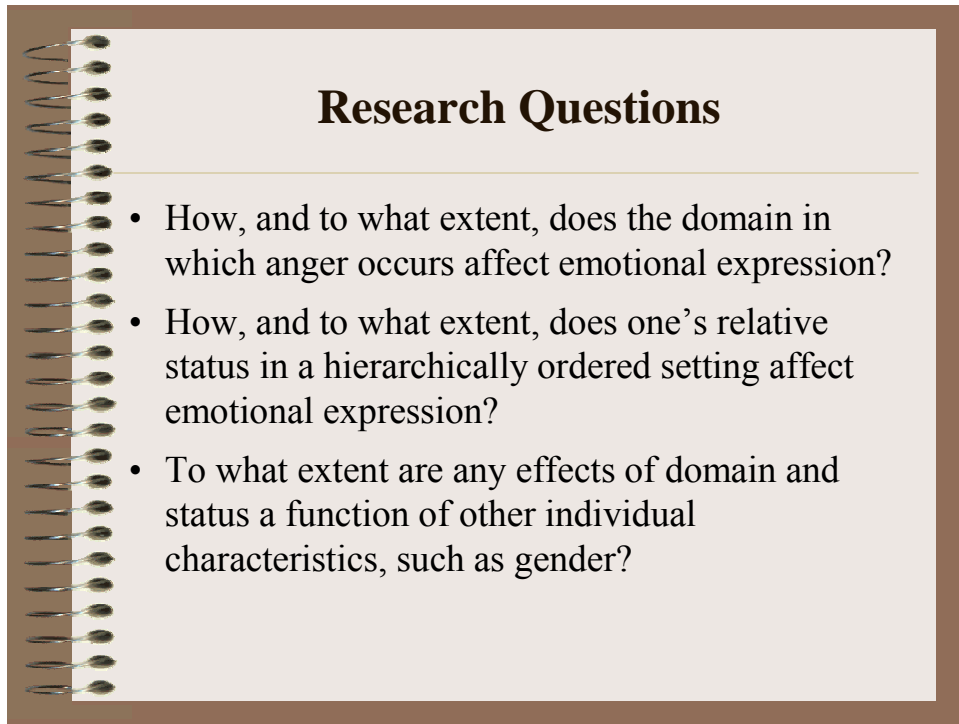 Research Questions
• How, and to what extent, does the domain in
which anger occurs affect emotional expression?
• How, and to what extent, does one’s relative
status in a hierarchically ordered setting affect
emotional expression?
• To what extent are any effects of domain and
status a function of other individual
characteristics, such as gender?